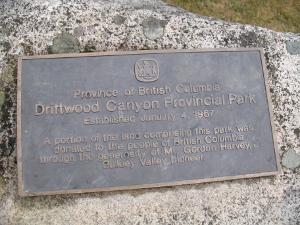 Province of British Columbia
Driftwood Canyon Provincial Park
Established January 4, 1967
A portion of the land comprising this park was
donated to the people of British Columbia
through the generosity of Mr. Gordon Harvey,
Bulkley Valley pioneer.